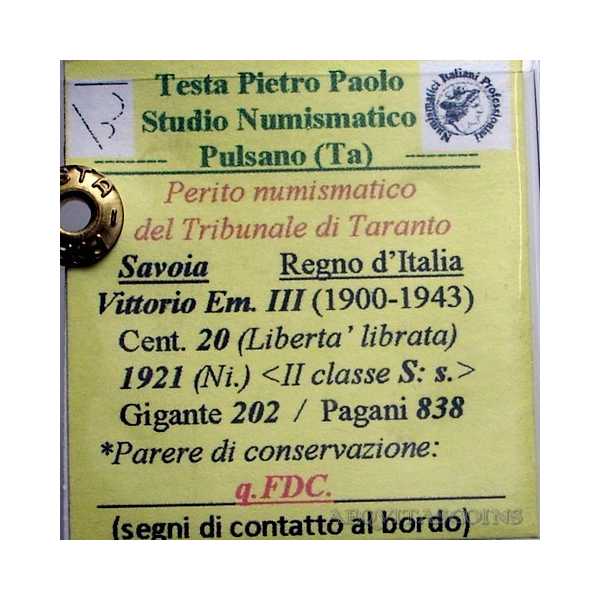 Testa Pietro Paolo
Studio Numismatico
Pulsano (Ta)
Numismatici Italiani Professionisti
Perito numismatico
del Tribunale di Taranto
Savoia Regno d'Italia
Vittorio Em. III (1900-1943)
Cent. 20 (Liberta' librata)
1921 (Ni.) <II classe S: s.>
Gigante 202 / Pagani 838
*Parere di conservazione:
q.FDC.
(segni di contatto al bordo)